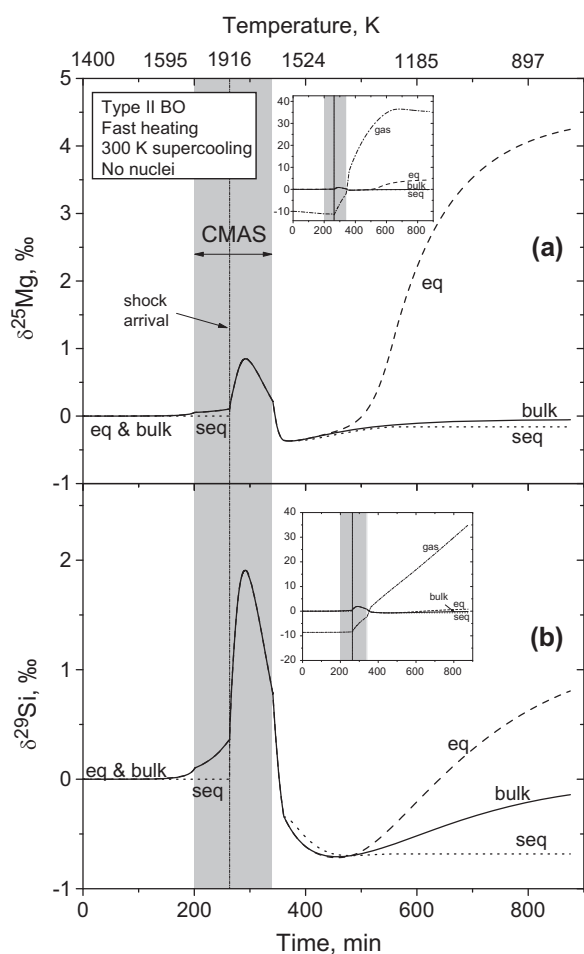 Temperature, K
1400 1595 1916 1524 1185 897
5
4
3
2
1
0
-1
δ25Mg, ‰
Type II BO
Fast heating
300 K supercooling
No nuclei
CMAS
shock
arrival
eq & bulk
seq
eq
bulk
seq
(a)
40
30
20
10
0
-10
gas
eq
bulk
seq
0 200 400 600 800
2
1
0
-1
δ29Si, ‰
eq & bulk
seq
eq
bulk
seq
(b)
40
30
20
10
0
-10
-20
gas
bulk
eq
seq
0 200 400 600 800
0 200 400 600 800
Time, min